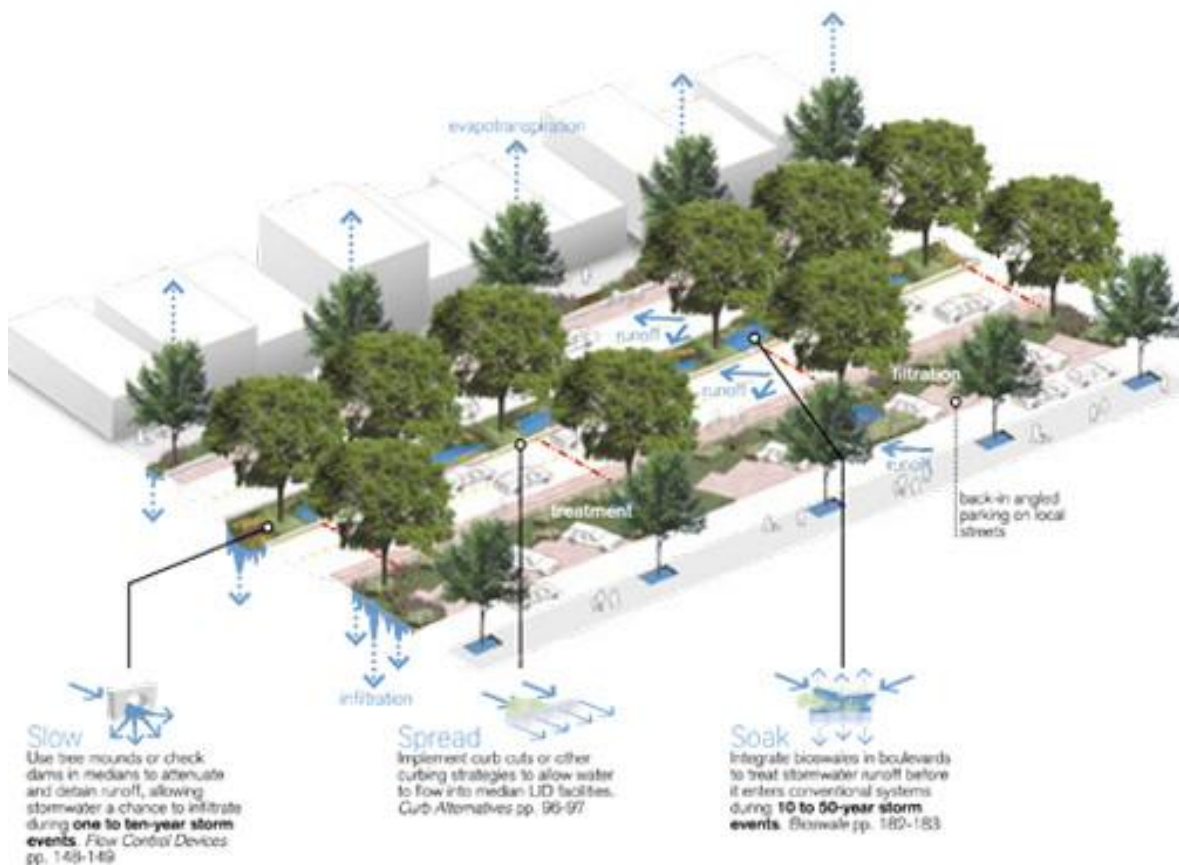 evapotranspiration
runoff
runoff
filtration
runoff
treatment
back-in angled
parking on local
streets
infiltration
Slow
Use tree mounds or check
dams in medians to attenuate
and detain runoff, allowing
stormwater a chance to infiltrate
during one to ten-year storm
events. Flow Control Devices
pp. 148-149
Spread
Implement curb cuts or other
curbing strategies to allow water
to flow into median LID facilities.
Curb Alternatives pp. 96-97
Soak
Integrate bioswales in boulevards
to treat stormwater runoff before
it enters conventional systems
during 10 to 50-year storm
events. Bioswale pp. 182-183